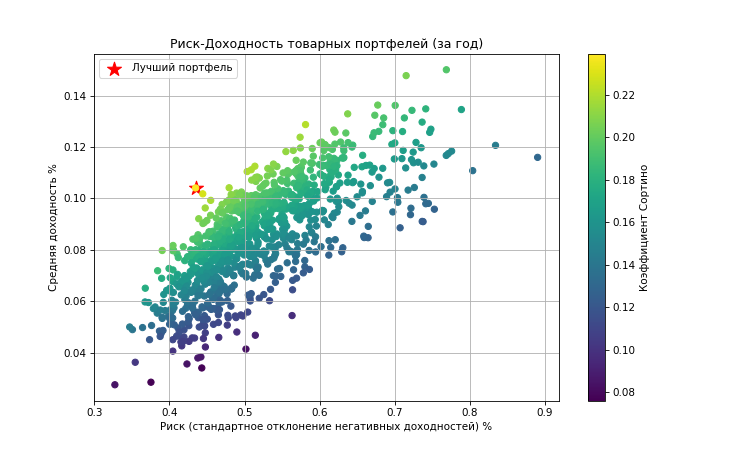 Риск-Доходность товарных портфелей (за год)
Лучший портфель
Средняя доходность %
0.14
0.12
0.10
0.08
0.06
0.04
0.3 0.4 0.5 0.6 0.7 0.8 0.9
Риск (стандартное отклонение негативных доходностей) %
0.22
0.20
0.18
0.16
0.14
0.12
0.10
0.08
Коэффициент Сортино